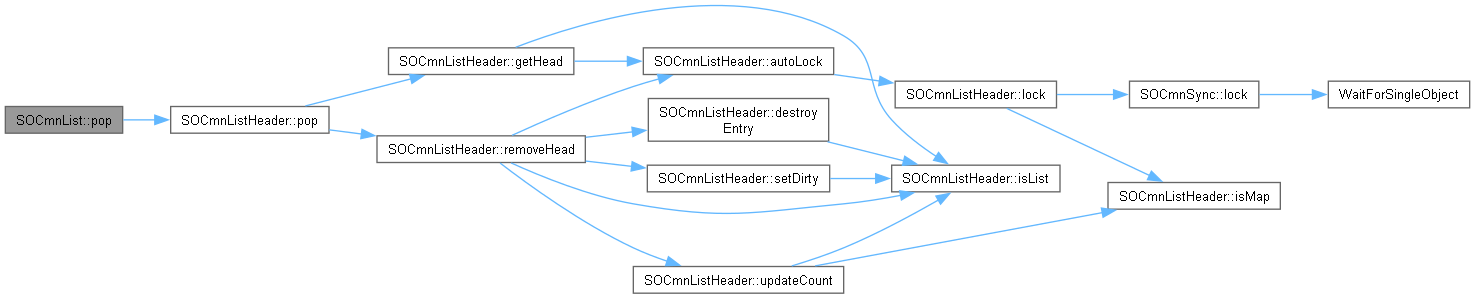 SOCmnList::pop
SOCmnListHeader::pop
SOCmnListHeader::getHead
SOCmnListHeader::removeHead
SOCmnListHeader::autoLock
SOCmnListHeader::destroy
Entry
SOCmnListHeader::setDirty
SOCmnListHeader::updateCount
SOCmnListHeader::lock
SOCmnListHeader::isList
SOCmnSync::lock
SOCmnListHeader::isMap
WaitForSingleObject